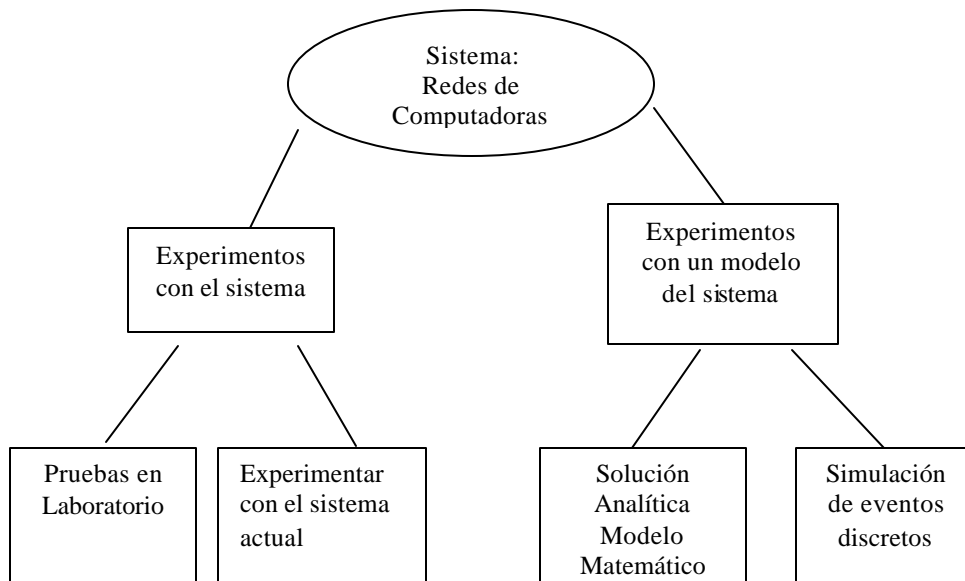 Sistema:
Redes de
Computadoras
Experimentos
con el sistema
Experimentos
con un modelo
del sistema
Pruebas en
Laboratorio
Experimentar
con el sistema
actual
Solución
Analítica
Modelo
Matemático
Simulación
de eventos
discretos